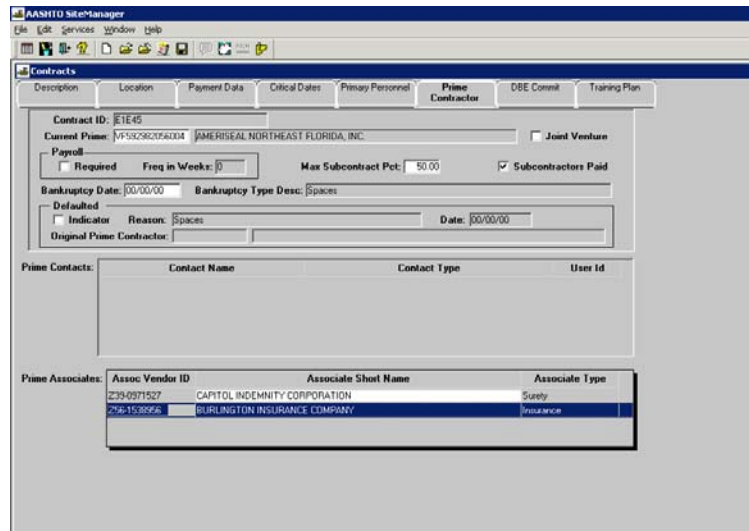 AASHTO SiteManager
File Edit Services Window Help
Contracts
Description Location Payment Data Critical Dates Primary Personnel Prime Contractor DBE Commit Training Plan
Contract ID: E1E45
Current Prime: VF592982056004 AMERISEAL NORTHEAST FLORIDA, INC. Joint Venture
Payroll
Required Freq in Weeks: 0 Max Subcontract Pct: 50.00 Subcontractors Paid
Bankruptcy Date: 00/00/00 Bankruptcy Type Desc: Spaces
Defaulted
Indicator Reason: Spaces Date: 00/00/00
Original Prime Contractor:
Prime Contacts: Contact Name Contact Type User Id
Prime Associates: Assoc Vendor ID Associate Short Name Associate Type
Z39-0971527 CAPITOL INDEMNITY CORPORATION Surety
Z56-1538956 BURLINGTON INSURANCE COMPANY Insurance